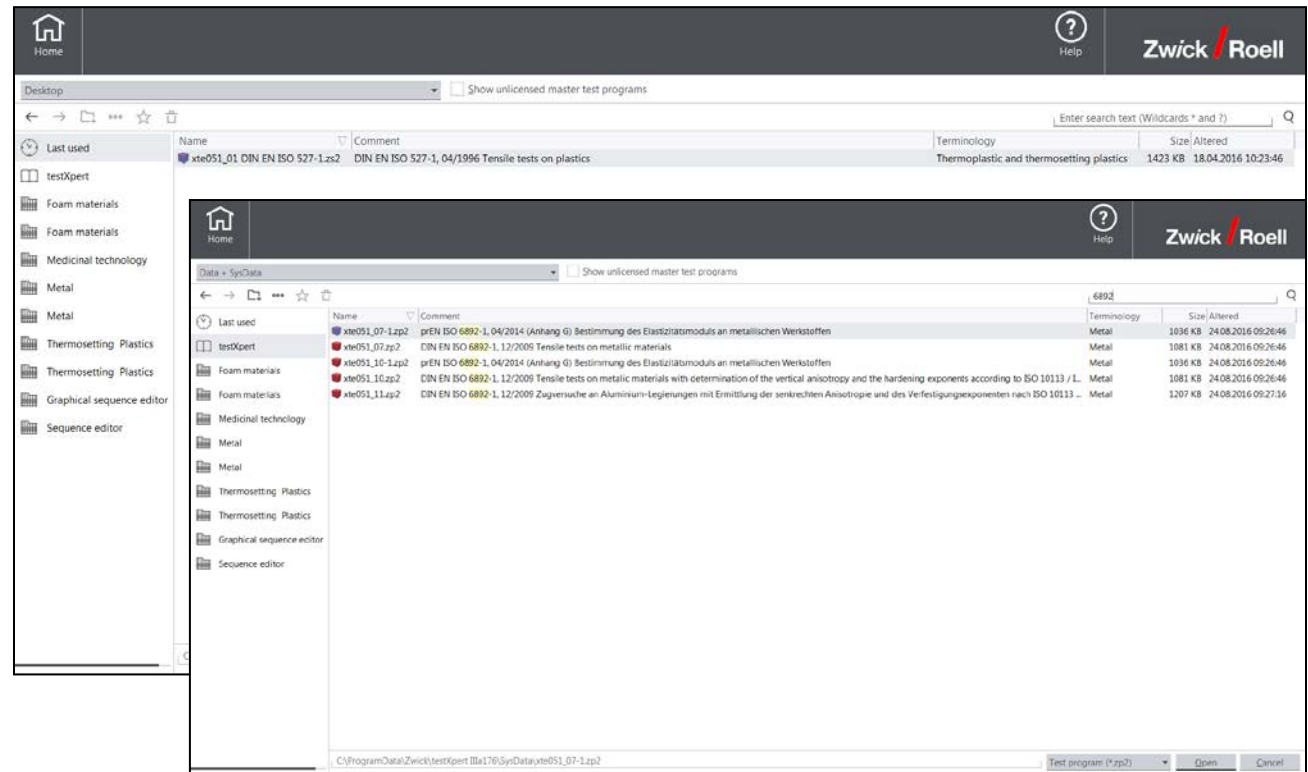 Home
Help
Zwick Roell
Desktop
Show unlicensed master test programs
Enter search text (Wildcards * and ?)
Last used
testXpert
Foam materials
Foam materials
Medicinal technology
Metal
Metal
Thermosetting Plastics
Thermosetting Plastics
Graphical sequence editor
Sequence editor
Name Comment Terminology Size Altered
xte051_01 DIN EN ISO 527-1.zs2 DIN EN ISO 527-1, 04/1996 Tensile tests on plastics Thermoplastic and thermosetting plastics 1423 KB 18.04.2016 10:23:46
Home
Help
Zwick Roell
Data + SysData
Show unlicensed master test programs
6892
Last used
testXpert
Foam materials
Foam materials
Medicinal technology
Metal
Metal
Thermosetting Plastics
Thermosetting Plastics
Graphical sequence editor
Sequence editor
Name Comment Terminology Size Altered
xte051_07-1.zp2 prEN ISO 6892-1, 04/2014 (Anhang G) Bestimmung des Elastizitätsmoduls an metallischen Werkstoffen Metal 1036 KB 24.08.2016 09:26:46
xte051_07.zp2 DIN EN ISO 6892-1, 12/2009 Tensile tests on metallic materials Metal 1081 KB 24.08.2016 09:26:46
xte051_10-1.zp2 prEN ISO 6892-1, 04/2014 (Anhang G) Bestimmung des Elastizitätsmoduls an metallischen Werkstoffen Metal 1036 KB 24.08.2016 09:26:46
xte051_10.zp2 DIN EN ISO 6892-1, 12/2009 Tensile tests on metalic materials with determination of the vertical anisotropy and the hardening exponents according to ISO 10113 / I... Metal 1081 KB 24.08.2016 09:26:46
xte051_11.zp2 DIN EN ISO 6892-1, 12/2009 Zugversuche an Aluminium-Legierungen mit Ermittlung der senkrechten Anisotropie und des Verfestigungsexponenten nach ISO 10113 ... Metal 1207 KB 24.08.2016 09:27:16
C:\ProgramData\Zwick\testXpert IIIa176\SysData\xte051_07-1.zp2
Test program (*.zp2)
Open
Cancel